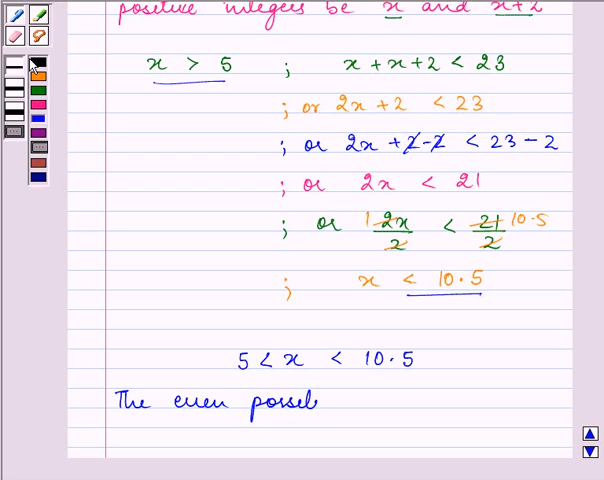 positive integers be x and x+2
x > 5 ; x + x + 2 < 23
; or 2x + 2 < 23
; or 2x + 2 - 2 < 23 - 2
; or 2x < 21
; or 1 2x/2 < 21/2 10.5
; x < 10.5
5 < x < 10.5
The even possib